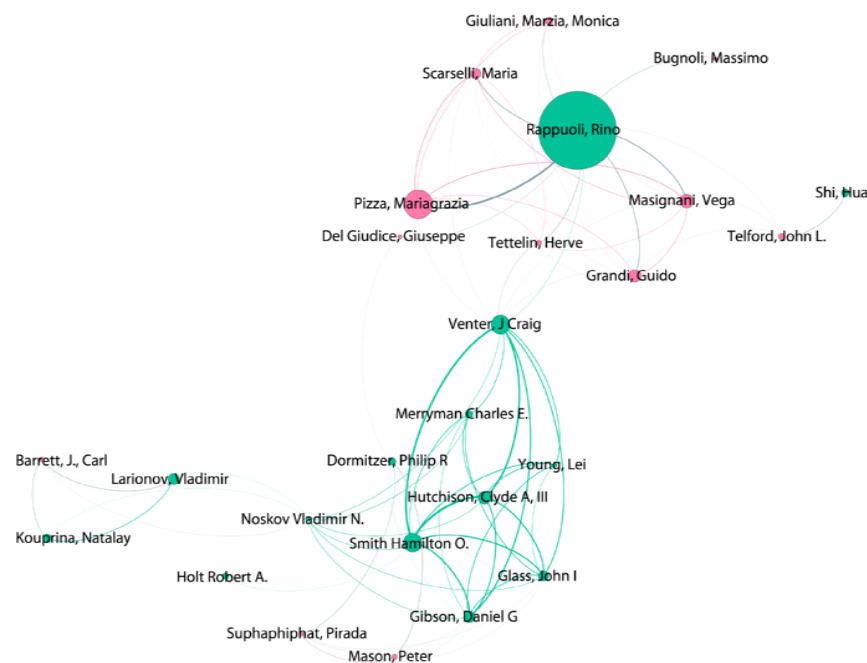 Giuliani, Marzia, Monica
Bugnoli, Massimo
Scarselli, Maria
Rappuoli, Rino
Shi, Hua
Pizza, Mariagrazia
Masignani, Vega
Del Giudice, Giuseppe
Tettelin, Herve
Telford, John L.
Grandi, Guido
Venter, J Craig
Merryman Charles E.
Barrett, J., Carl
Dormitzer, Philip R
Young, Lei
Larionov, Vladimir
Hutchison, Clyde A, III
Noskov Vladimir N.
Kouprina, Natalay
Smith Hamilton O.
Holt Robert A.
Glass, John I
Gibson, Daniel G
Suphaphiphat, Pirada
Mason, Peter